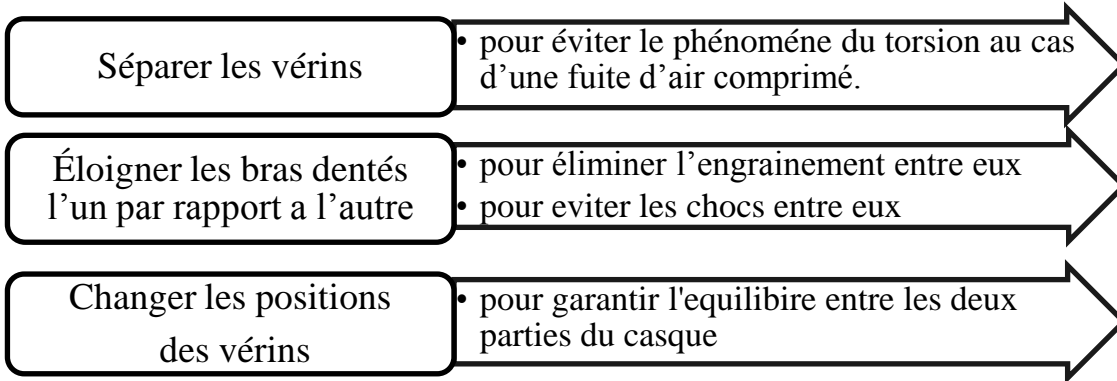 Séparer les vérins
• pour éviter le phénoméne du torsion au cas
d’une fuite d’air comprimé.
Éloigner les bras dentés
l’un par rapport a l’autre
• pour éliminer l’engrainement entre eux
• pour eviter les chocs entre eux
Changer les positions
des vérins
• pour garantir l'equilibire entre les deux
parties du casque